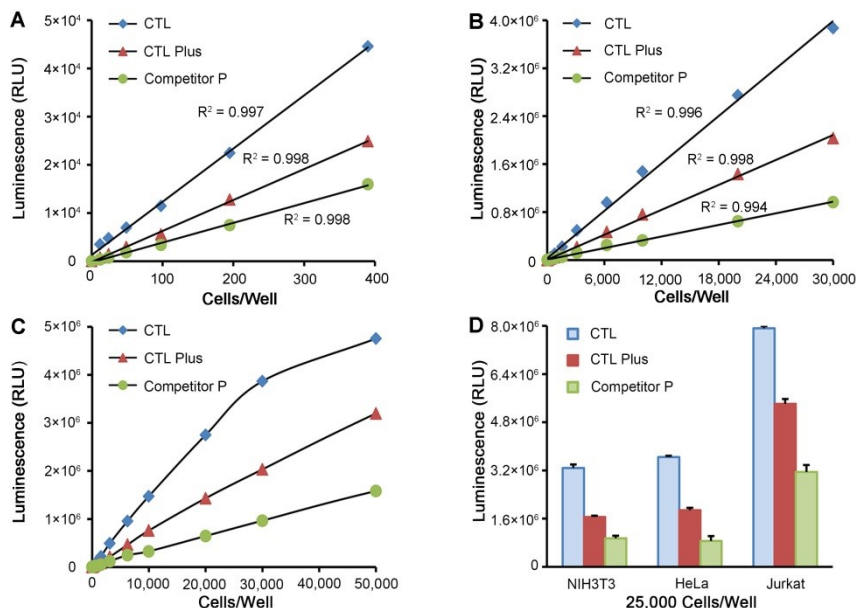 A
CTL
CTL Plus
Competitor P
Luminescence (RLU)
5×10⁴
4×10⁴
3×10⁴
2×10⁴
1×10⁴
0
R² = 0.997
R² = 0.998
R² = 0.998
0 100 200 300 400
Cells/Well
B
CTL
CTL Plus
Competitor P
Luminescence (RLU)
4.0×10⁶
3.2×10⁶
2.4×10⁶
1.6×10⁶
0.8×10⁶
0
R² = 0.996
R² = 0.998
R² = 0.994
0 6,000 12,000 18,000 24,000 30,000
Cells/Well
C
CTL
CTL Plus
Competitor P
Luminescence (RLU)
5×10⁶
4×10⁶
3×10⁶
2×10⁶
1×10⁶
0
0 10,000 20,000 30,000 40,000 50,000
Cells/Well
D
CTL
CTL Plus
Competitor P
Luminescence (RLU)
8.0×10⁶
6.4×10⁶
4.8×10⁶
3.2×10⁶
1.6×10⁶
0
NIH3T3 HeLa Jurkat
25,000 Cells/Well